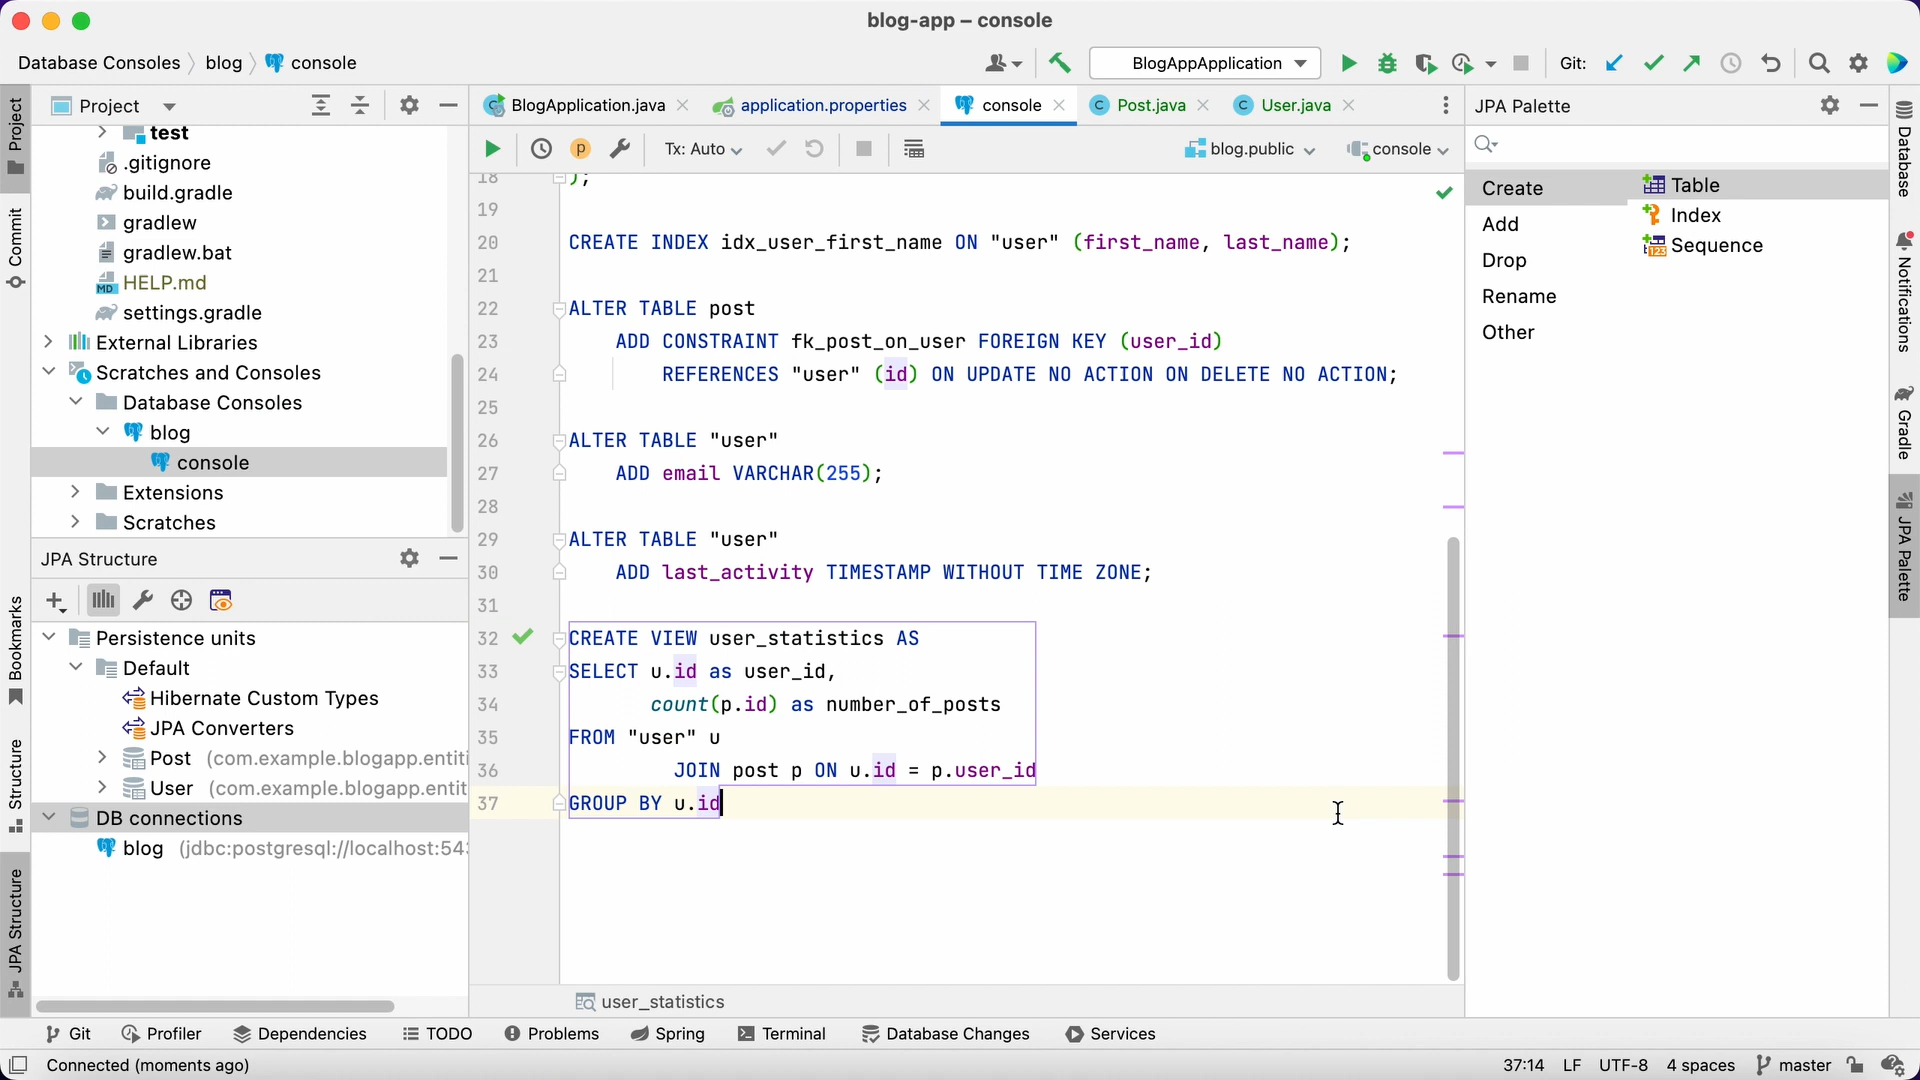 blog-app – console
Database Consoles
blog
console
BlogAppApplication
Git:
Project
Commit
Bookmarks
Structure
JPA Structure
Project
test
.gitignore
build.gradle
gradlew
gradlew.bat
MD
HELP.md
settings.gradle
External Libraries
Scratches and Consoles
Database Consoles
blog
console
Extensions
Scratches
JPA Structure
Persistence units
Default
Hibernate Custom Types
JPA Converters
Post (com.example.blogapp.entiti
User (com.example.blogapp.entit
DB connections
blog (jdbc:postgresql://localhost:543
BlogApplication.java
application.properties
console
C Post.java
C User.java
p
Tx: Auto
blog.public
console
18 );
19
20 CREATE INDEX idx_user_first_name ON "user" (first_name, last_name);
21
22 ALTER TABLE post
23 ADD CONSTRAINT fk_post_on_user FOREIGN KEY (user_id)
24 REFERENCES "user" (id) ON UPDATE NO ACTION ON DELETE NO ACTION;
25
26 ALTER TABLE "user"
27 ADD email VARCHAR(255);
28
29 ALTER TABLE "user"
30 ADD last_activity TIMESTAMP WITHOUT TIME ZONE;
31
32 CREATE VIEW user_statistics AS
33 SELECT u.id as user_id,
34 count(p.id) as number_of_posts
35 FROM "user" u
36 JOIN post p ON u.id = p.user_id
37 GROUP BY u.id
user_statistics
JPA Palette
Create
Add
Drop
Rename
Other
Table
Index
123
Sequence
Database
Notifications
Gradle
JPA Palette
Git
Profiler
Dependencies
TODO
Problems
Spring
Terminal
Database Changes
Services
Connected (moments ago)
37:14
LF
UTF-8
4 spaces
master